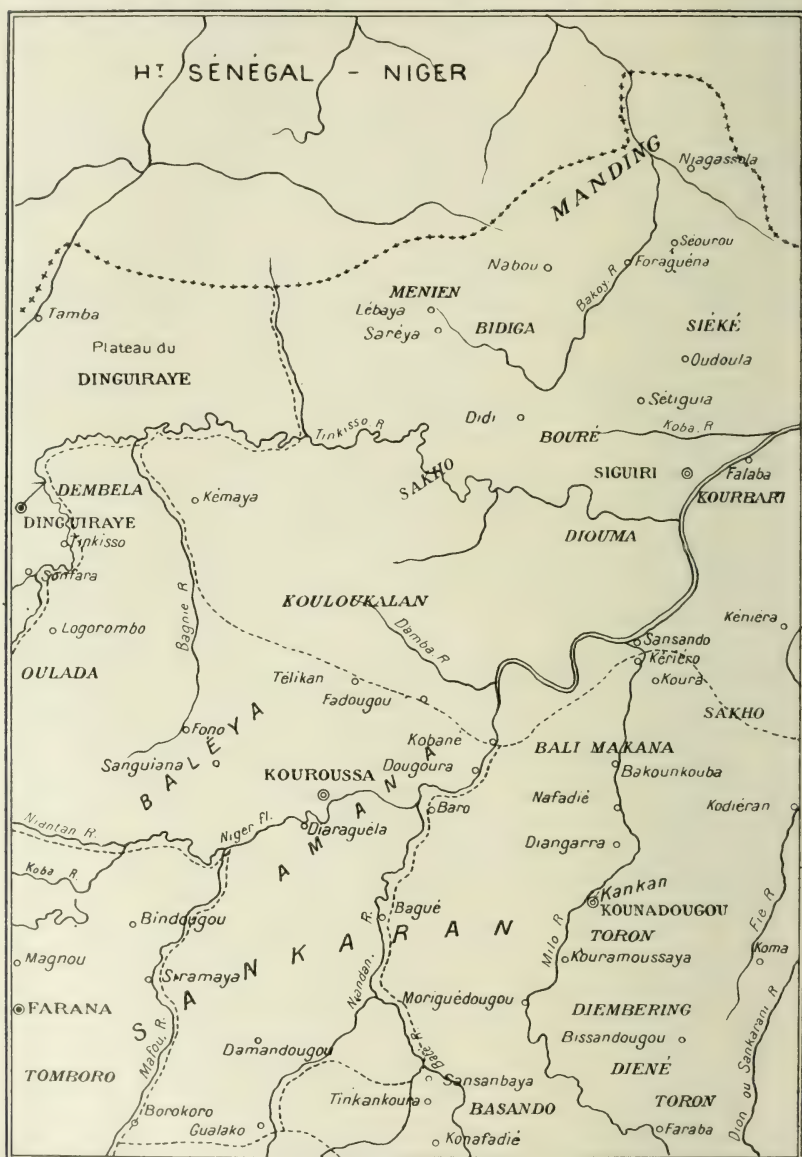 Hᵀ SÉNÉGAL - NIGER
MANDING
Niagassola
Séourou
Nabou
Foraguéna
Bakoy. R
MENIEN
Tamba
Lébaya
Saréya
BIDIGA
SIÉKÉ
Plateau du
DINGUIRAYE
Oudoula
Sétiguia
Didi
Tinkisso R
BOURÉ
Koba. R
SAKHO
SIGUIRI
Falaba
KOURBARI
DEMBELA
Kémaya
DINGUIRAYE
Tinkisso
DIOUMA
Sonfara
KOULOUKALAN
Logorombo
Bagnie R
Damba R
Kéniéra
Sansando
Kériéro
OULADA
Télikan
Koura
Fadougou
SAKHO
Fono
Kobané
BALI MAKANA
Sanguiana
BALÉYA
KOUROUSSA
Dougoura
Bakounkouba
AMANA
Nafadié
Kodiéran
Niantan R.
Niger Fl.
Diaraguéla
Baro
Diangarra
Koba R.
Kankan
KOUNADOUGOU
Bindougou
Bagué
SANKARAN
TORON
Fie R
Magnou
Siramaya
Niandan. R.
Milo R
Kouramoussaya
Koma
FARANA
Moriguédougou
DIEMBERING
Mafou. R.
Bissandougou
Damandougou
Baté-R.
DIENÉ
TOMBORO
Sansanbaya
Tinkankoura
BASANDO
TORON
Borokoro
Gualako
Konafadié
Faraba
Dion ou Sankarani R